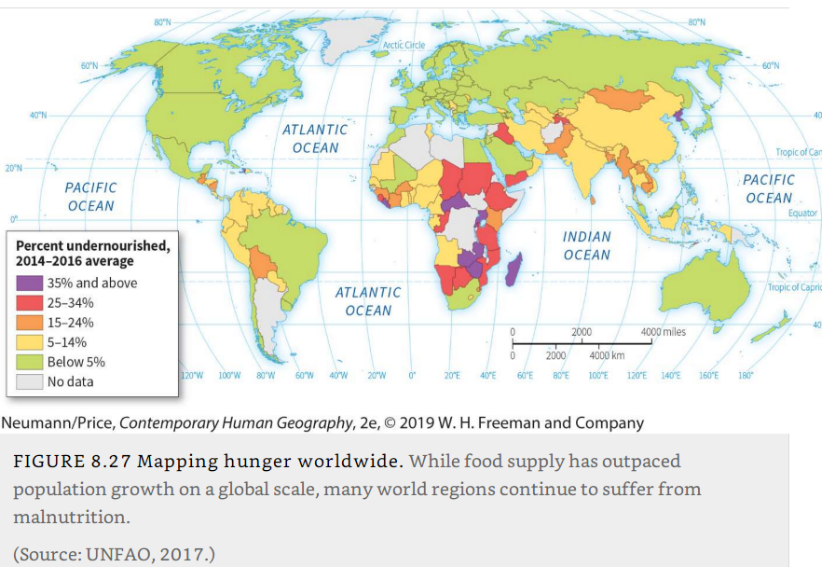 80°N
80°N
Arctic Circle
60°N
60°N
40°N
40°N
ATLANTIC
OCEAN
Tropic of Can
20°N
20°N
PACIFIC
OCEAN
PACIFIC
OCEAN
0°
Equator
INDIAN
OCEAN
Percent undernourished,
2014–2016 average
35% and above
25–34%
15–24%
5–14%
Below 5%
No data
ATLANTIC
OCEAN
Tropic of Capric
40
0 2000 4000 miles
0 2000 4000 km
120°W 100°W 80°W 60°W 40°W 20°W 0° 20°E 40°E 60°E 80°E 100°E 120°E 140°E 160°E 180°
Neumann/Price, Contemporary Human Geography, 2e, © 2019 W. H. Freeman and Company
FIGURE 8.27 Mapping hunger worldwide. While food supply has outpaced
population growth on a global scale, many world regions continue to suffer from
malnutrition.
(Source: UNFAO, 2017.)